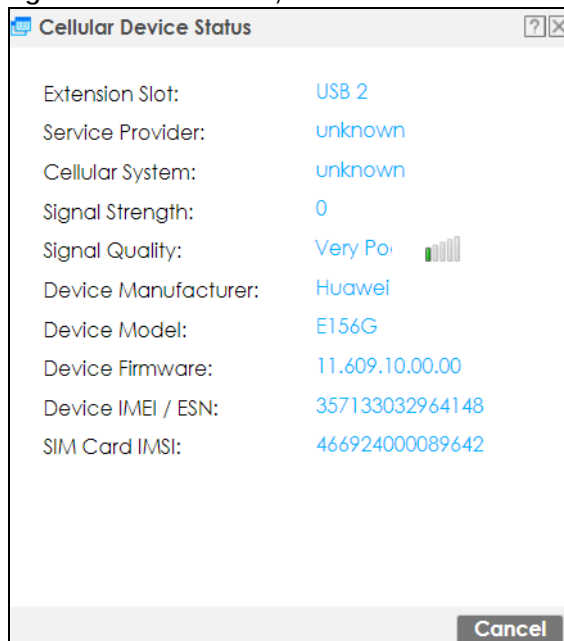 Cellular Device Status
Extension Slot: USB 2
Service Provider: unknown
Cellular System: unknown
Signal Strength: 0
Signal Quality: Very Po
Device Manufacturer: Huawei
Device Model: E156G
Device Firmware: 11.609.10.00.00
Device IMEI / ESN: 357133032964148
SIM Card IMSI: 466924000089642
Cancel